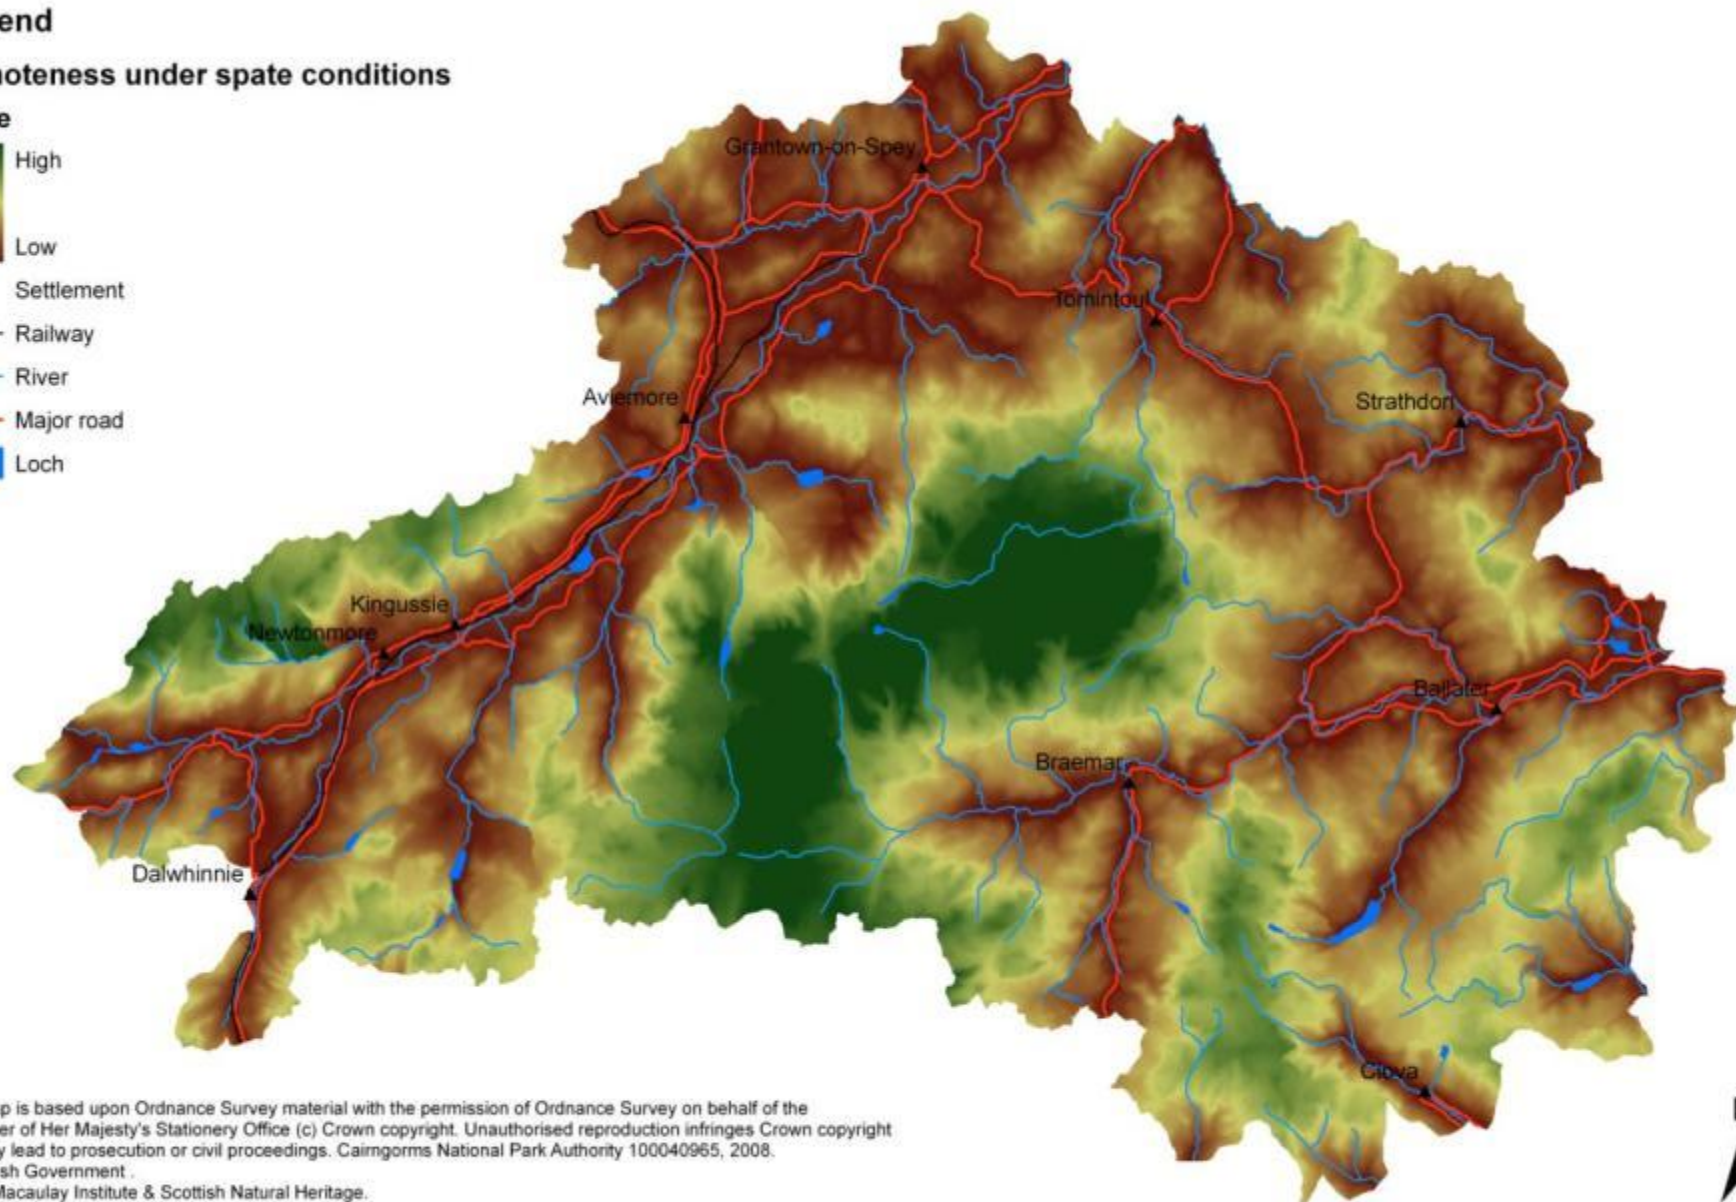 end
noteness under spate conditions
e
High
Low
Settlement
Railway
River
Major road
Loch
Grantown-on-Spey
Tomintoul
Aviemore
Strathdon
Kingussie
Newtonmore
Ballater
Braemar
Dalwhinnie
Clova
p is based upon Ordnance Survey material with the permission of Ordnance Survey on behalf of the
er of Her Majesty's Stationery Office (c) Crown copyright. Unauthorised reproduction infringes Crown copyright
y lead to prosecution or civil proceedings. Cairngorms National Park Authority 100040965, 2008.
sh Government .
Macaulay Institute & Scottish Natural Heritage.